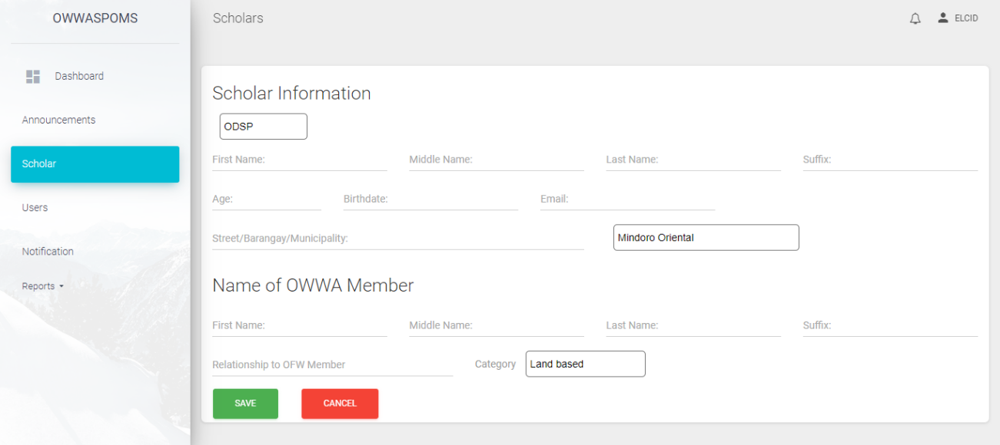 OWWASPOMS
Scholars
ELCID
Dashboard
Announcements
Scholar
Users
Notification
Reports
Scholar Information
ODSP
First Name: Middle Name: Last Name: Suffix:
Age: Birthdate: Email:
Street/Barangay/Municipality: Mindoro Oriental
Name of OWWA Member
First Name: Middle Name: Last Name: Suffix:
Relationship to OFW Member Category Land based
SAVE CANCEL